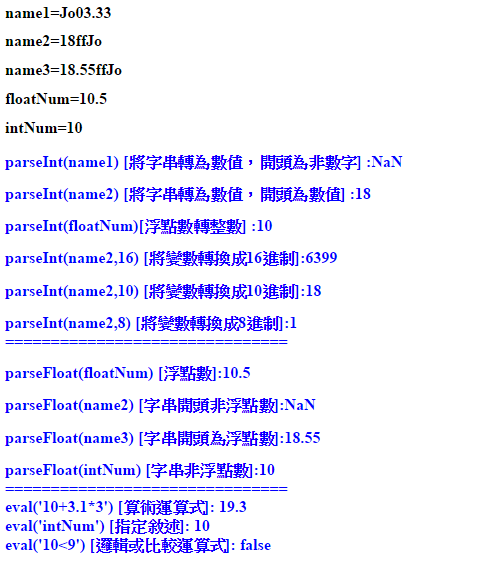 name1=Jo03.33
name2=18ffJo
name3=18.55ffJo
floatNum=10.5
intNum=10
parseInt(name1) [將字串轉為數值，開頭為非數字] :NaN
parseInt(name2) [將字串轉為數值，開頭為數值] :18
parseInt(floatNum)[浮點數轉整數] :10
parseInt(name2,16) [將變數轉換成16進制]:6399
parseInt(name2,10) [將變數轉換成10進制]:18
parseInt(name2,8) [將變數轉換成8進制]:1
===============================
parseFloat(floatNum) [浮點數]:10.5
parseFloat(name2) [字串開頭非浮點數]:NaN
parseFloat(name3) [字串開頭為浮點數]:18.55
parseFloat(intNum) [字串非浮點數]:10
===============================
eval('10+3.1*3') [算術運算式]: 19.3
eval('intNum') [指定敘述]: 10
eval('10<9') [邏輯或比較運算式]: false